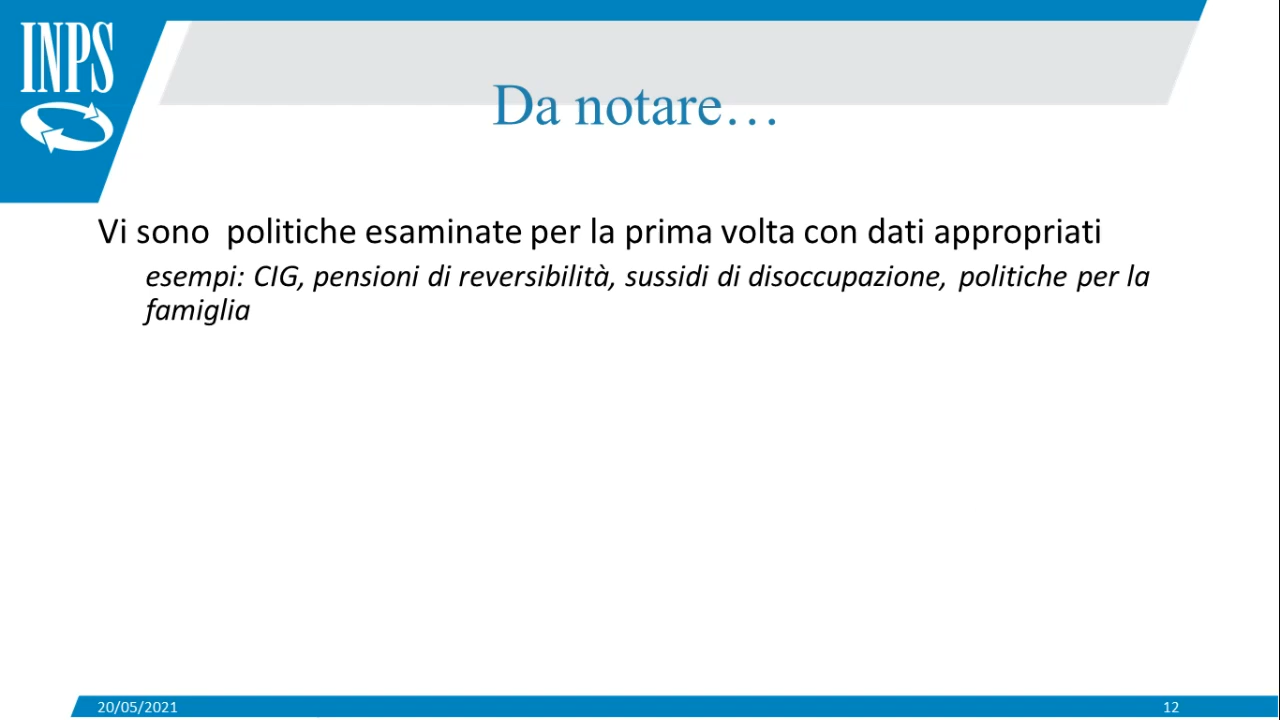 INPS
Da notare…
Vi sono politiche esaminate per la prima volta con dati appropriati
esempi: CIG, pensioni di reversibilità, sussidi di disoccupazione, politiche per la
famiglia
20/05/2021
12